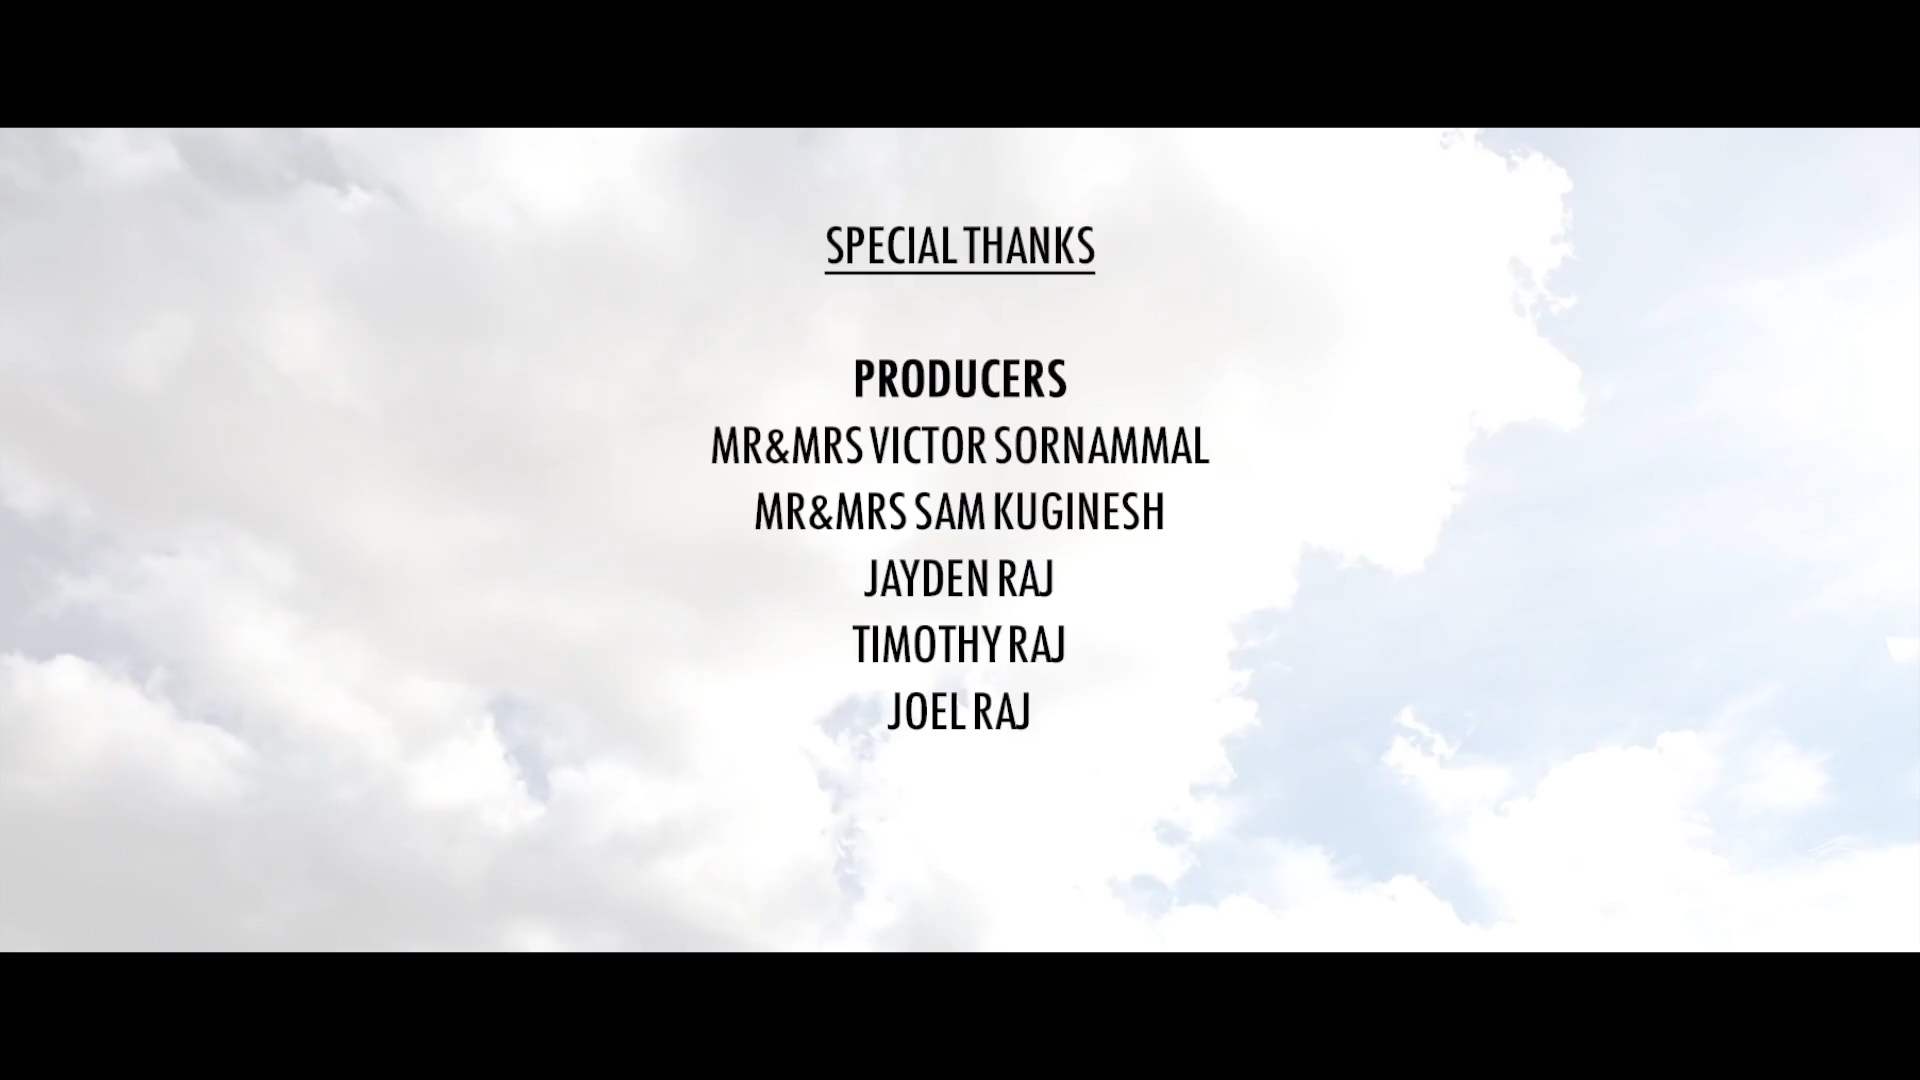 SPECIAL THANKS
PRODUCERS
MR&MRS VICTOR SORNAMMAL
MR&MRS SAM KUGINESH
JAYDEN RAJ
TIMOTHY RAJ
JOEL RAJ